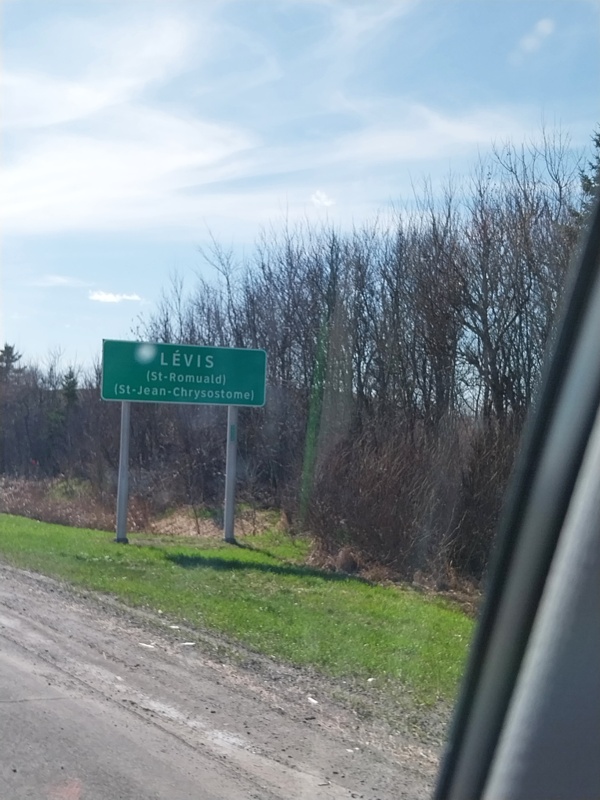 LÉVIS
(St-Romuald)
(St-Jean-Chrysostome)